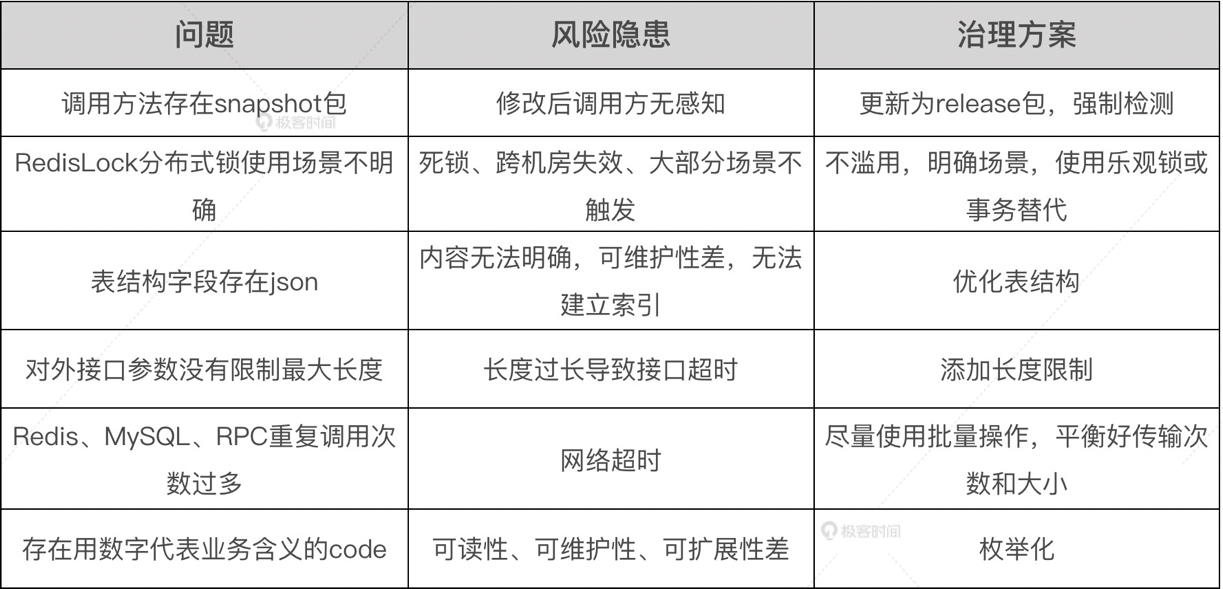 问题 风险隐患 治理方案
调用方法存在snapshot包 修改后调用方无感知 更新为release包，强制检测
极客时间
RedisLock分布式锁使用场景不明 死锁、跨机房失效、大部分场景不 不滥用，明确场景，使用乐观锁或
确 触发 事务替代
内容无法明确，可维护性差，无法
表结构字段存在json 优化表结构
建立索引
对外接口参数没有限制最大长度 长度过长导致接口超时 添加长度限制
Redis、MySQL、RPC重复调用次 尽量使用批量操作，平衡好传输次
网络超时
数过多 数和大小
极客时间
存在用数字代表业务含义的code 可读性、可维护性、可扩展性差 枚举化